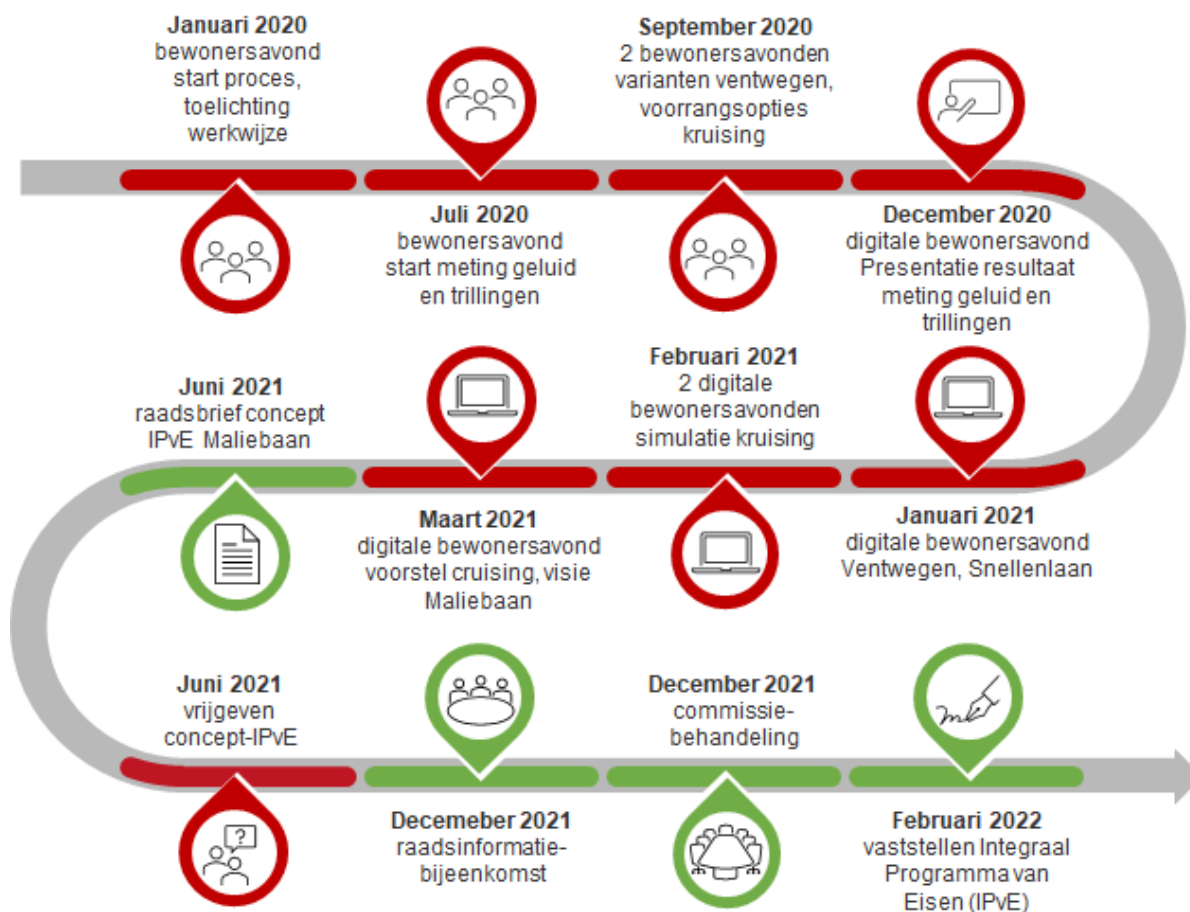 Januari 2020
bewonersavond
start proces,
toelichting
werkwijze
Juli 2020
bewonersavond
start meting geluid
en trillingen
September 2020
2 bewonersavonden
varianten ventwegen,
voorrangsopties
kruising
December 2020
digitale bewonersavond
Presentatie resultaat
meting geluid en
trillingen
Januari 2021
digitale bewonersavond
Ventwegen, Snellenlaan
Februari 2021
2 digitale
bewonersavonden
simulatie kruising
Maart 2021
digitale bewonersavond
voorstel cruising, visie
Maliebaan
Juni 2021
raadsbrief concept
IPvE Maliebaan
Juni 2021
vrijgeven
concept-IPvE
?
Decemeber 2021
raadsinformatie-
bijeenkomst
December 2021
commissie-
behandeling
Februari 2022
vaststellen Integraal
Programma van
Eisen (IPvE)